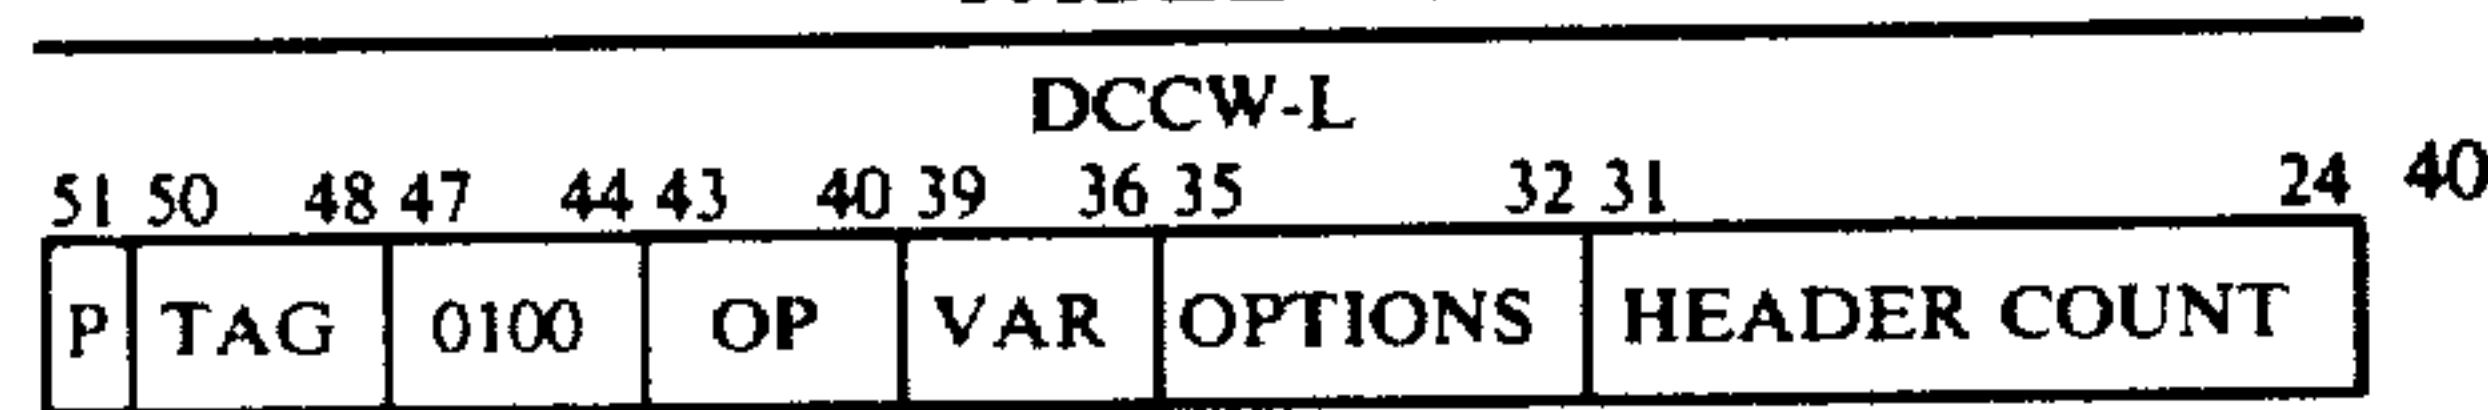 DCCW-L
51 50 48 47 44 43 40 39 36 35 32 31 24 40
P TAG 0100 OP VAR OPTIONS HEADER COUNT